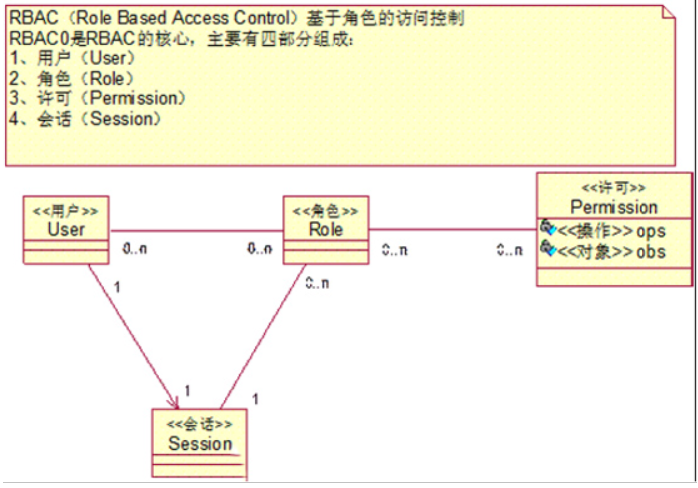 RBAC（Role Based Access Control）基于角色的访问控制
RBAC0是RBAC的核心，主要有四部分组成：
1、用户（User）
2、角色（Role）
3、许可（Permission）
4、会话（Session）
<<用户>>
User
<<角色>>
Role
<<许可>>
Permission
<<操作>> ops
<<对象>> obs
0..n
0..n
0..n
0..n
0..n
1
1
1
<<会话>>
Session